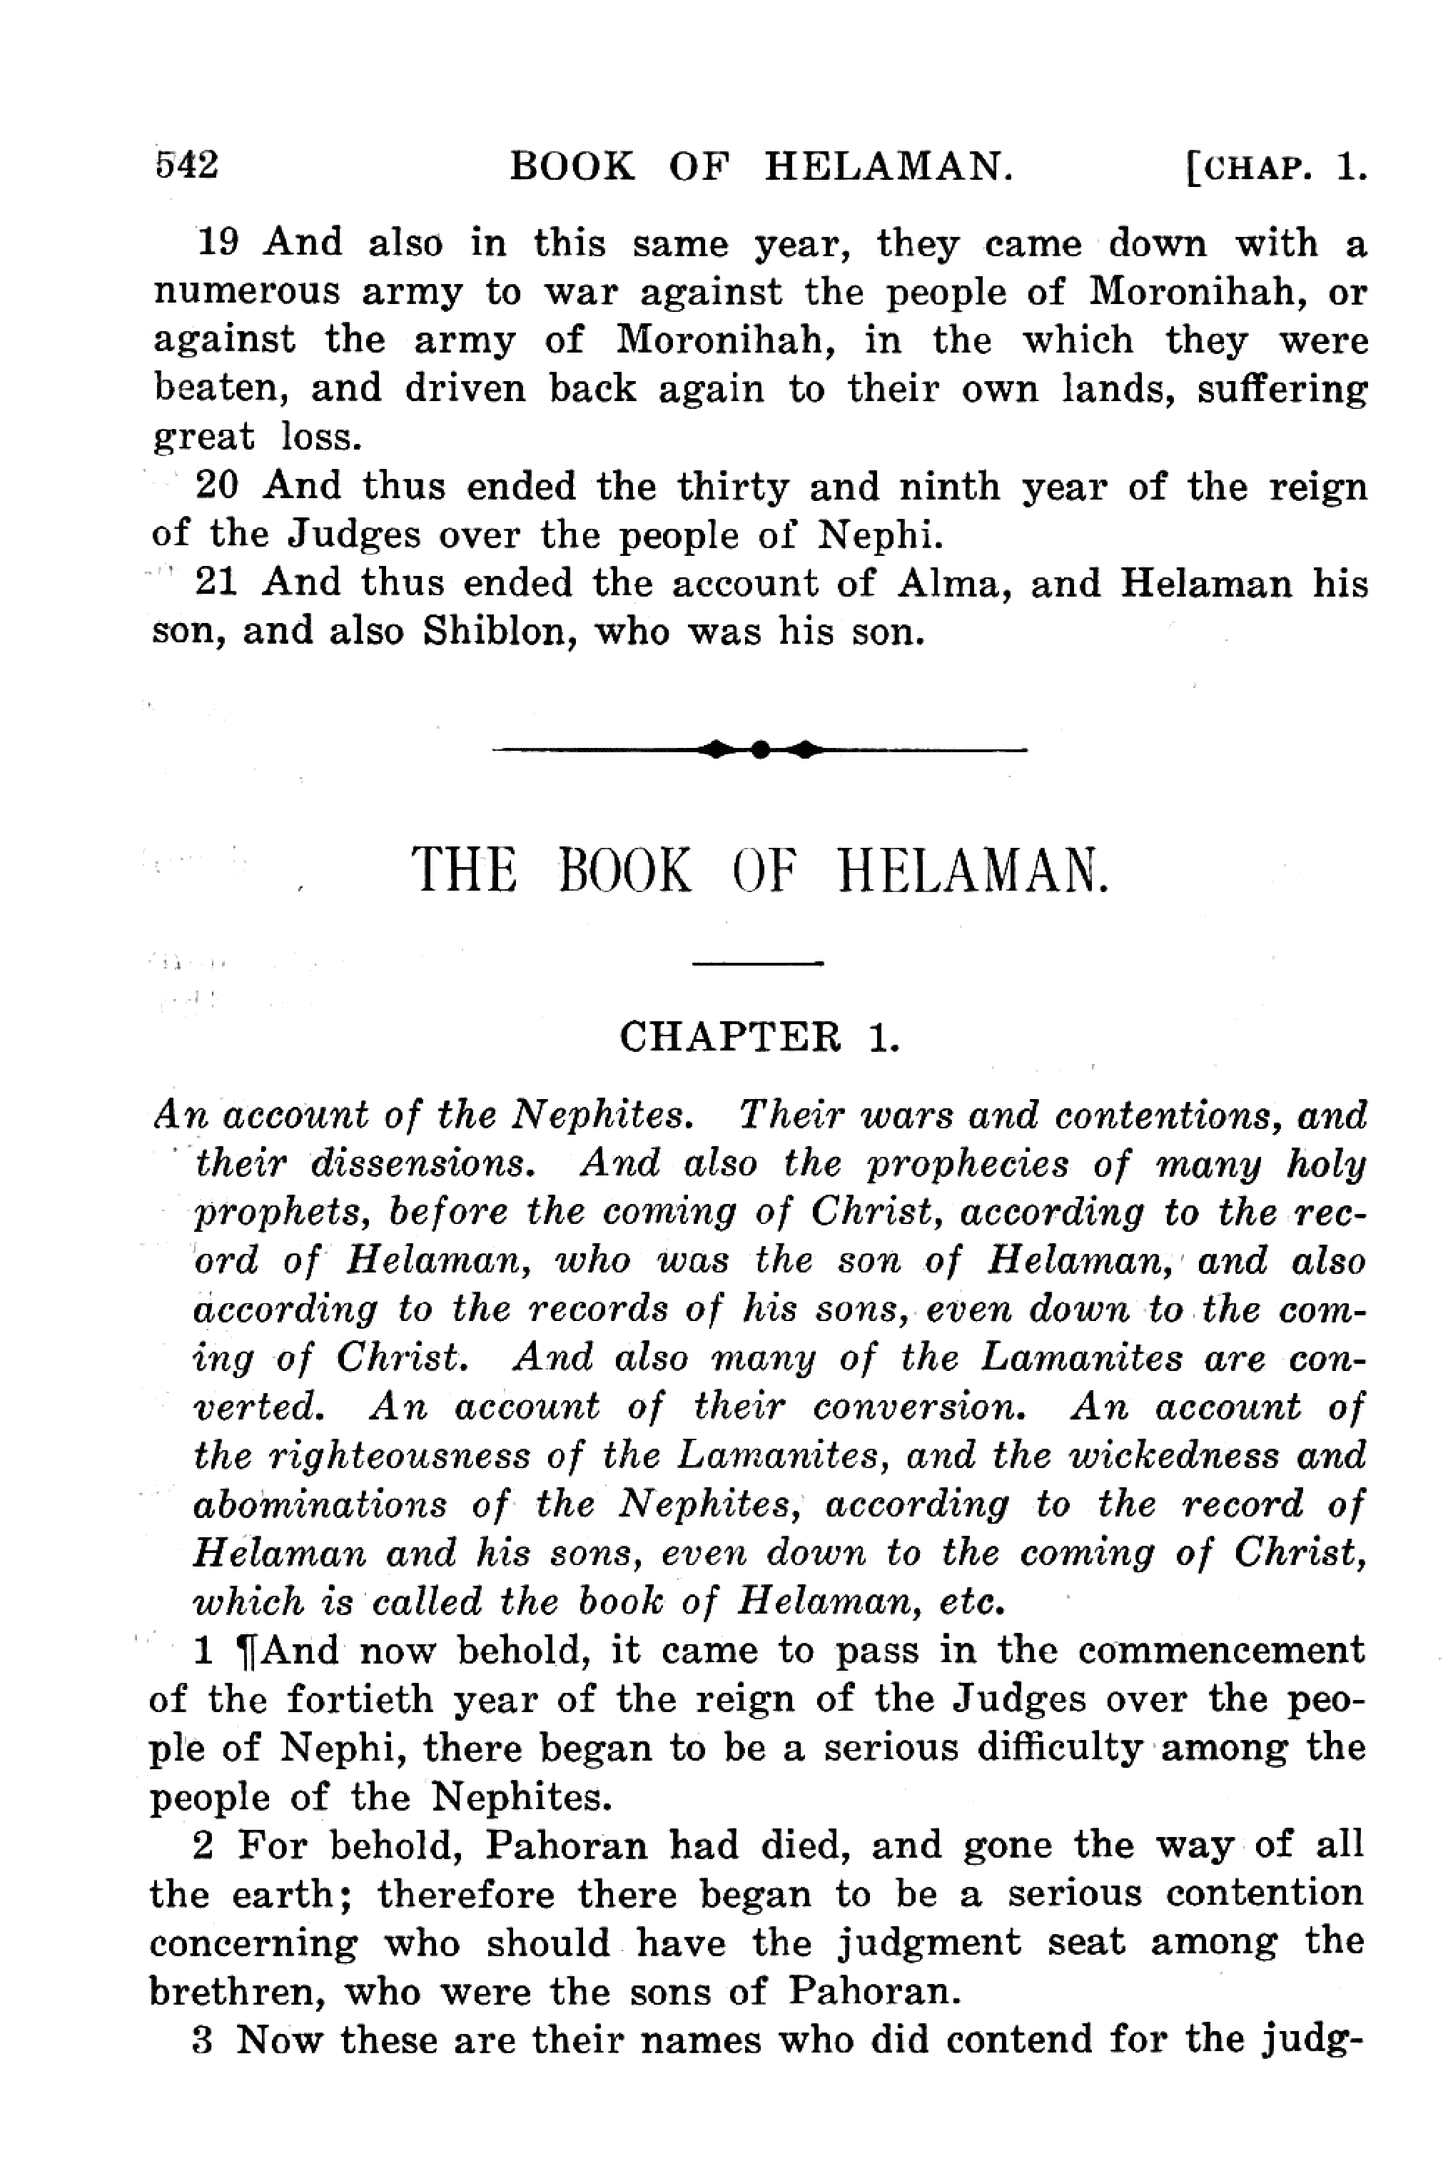 542 BOOK OF HELAMAN. [CHAP. 1.
19 And also in this same year, they came down with a
numerous army to war against the people of Moronihah, or
against the army of Moronihah, in the which they were
beaten, and driven back again to their own lands, suffering
great loss.
20 And thus ended the thirty and ninth year of the reign
of the Judges over the people of Nephi.
21 And thus ended the account of Alma, and Helaman his
son, and also Shiblon, who was his son.
THE BOOK OF HELAMAN.
CHAPTER 1.
An account of the Nephites. Their wars and contentions, and
their dissensions. And also the prophecies of many holy
prophets, before the coming of Christ, according to the rec-
ord of Helaman, who was the son of Helaman, and also
according to the records of his sons, even down to the com-
ing of Christ. And also many of the Lamanites are con-
verted. An account of their conversion. An account of
the righteousness of the Lamanites, and the wickedness and
abominations of the Nephites, according to the record of
Helaman and his sons, even down to the coming of Christ,
which is called the book of Helaman, etc.
1 ¶And now behold, it came to pass in the commencement
of the fortieth year of the reign of the Judges over the peo-
ple of Nephi, there began to be a serious difficulty among the
people of the Nephites.
2 For behold, Pahoran had died, and gone the way of all
the earth; therefore there began to be a serious contention
concerning who should have the judgment seat among the
brethren, who were the sons of Pahoran.
3 Now these are their names who did contend for the judg-